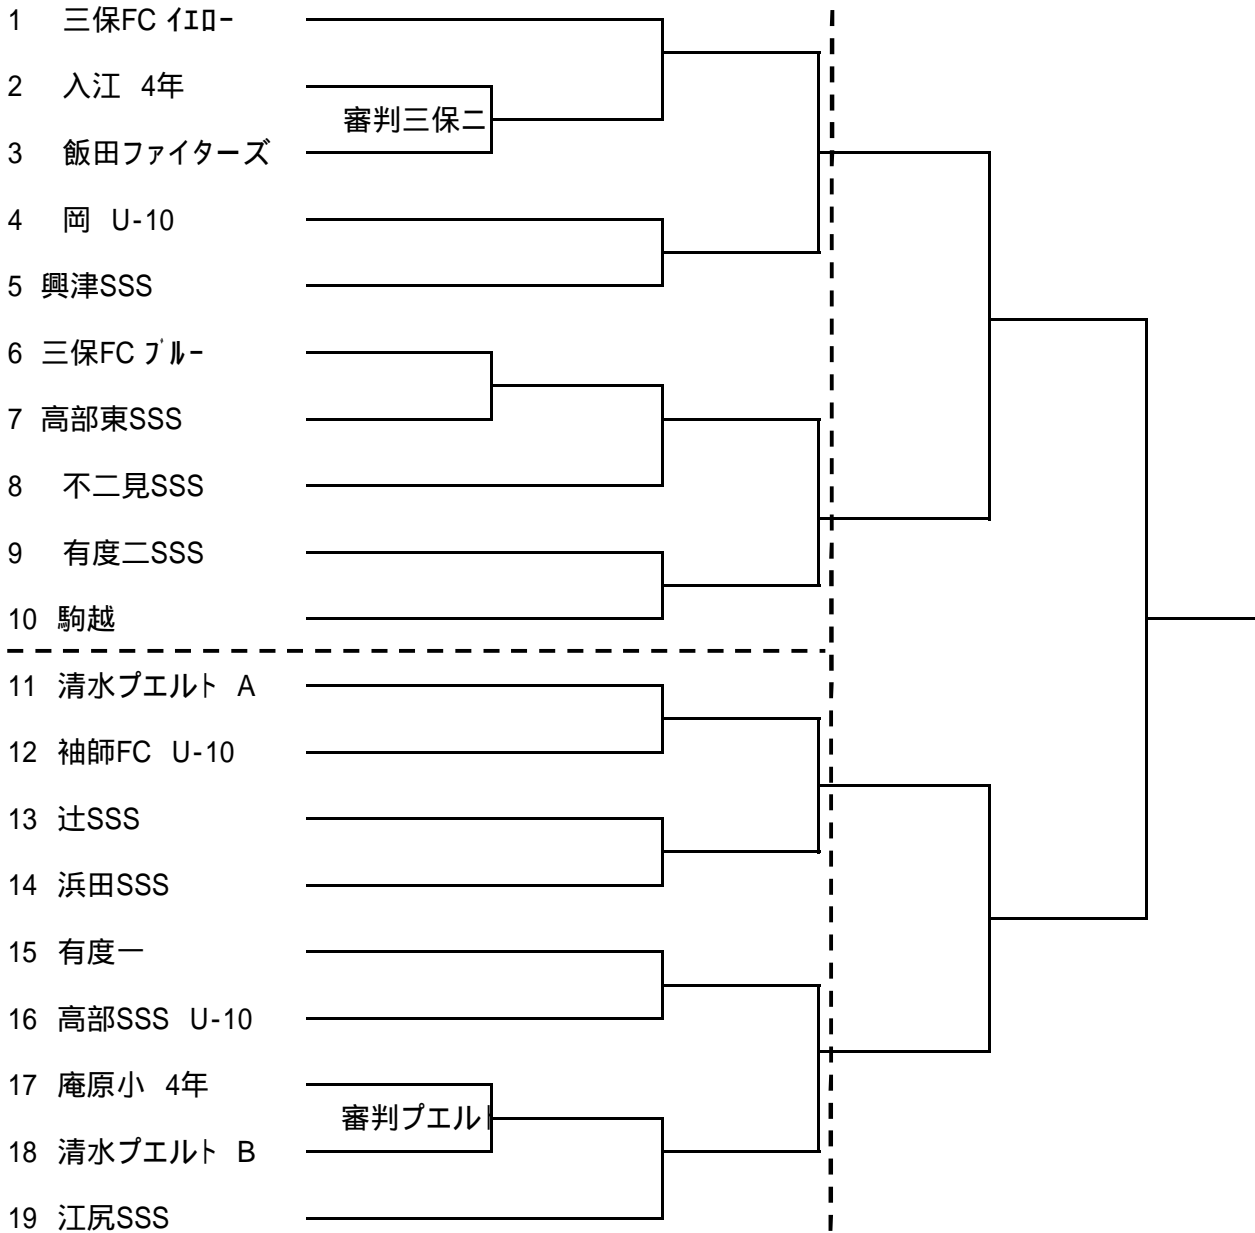 1 三保FC ｲｴﾛｰ
2 入江 4年
審判三保二
3 飯田ファイターズ
4 岡 U-10
5 興津SSS
6 三保FC ﾌﾞﾙｰ
7 高部東SSS
8 不二見SSS
9 有度二SSS
10 駒越
11 清水プエルト A
12 袖師FC U-10
13 辻SSS
14 浜田SSS
15 有度一
16 高部SSS U-10
17 庵原小 4年
審判プエルト
18 清水プエルト B
19 江尻SSS